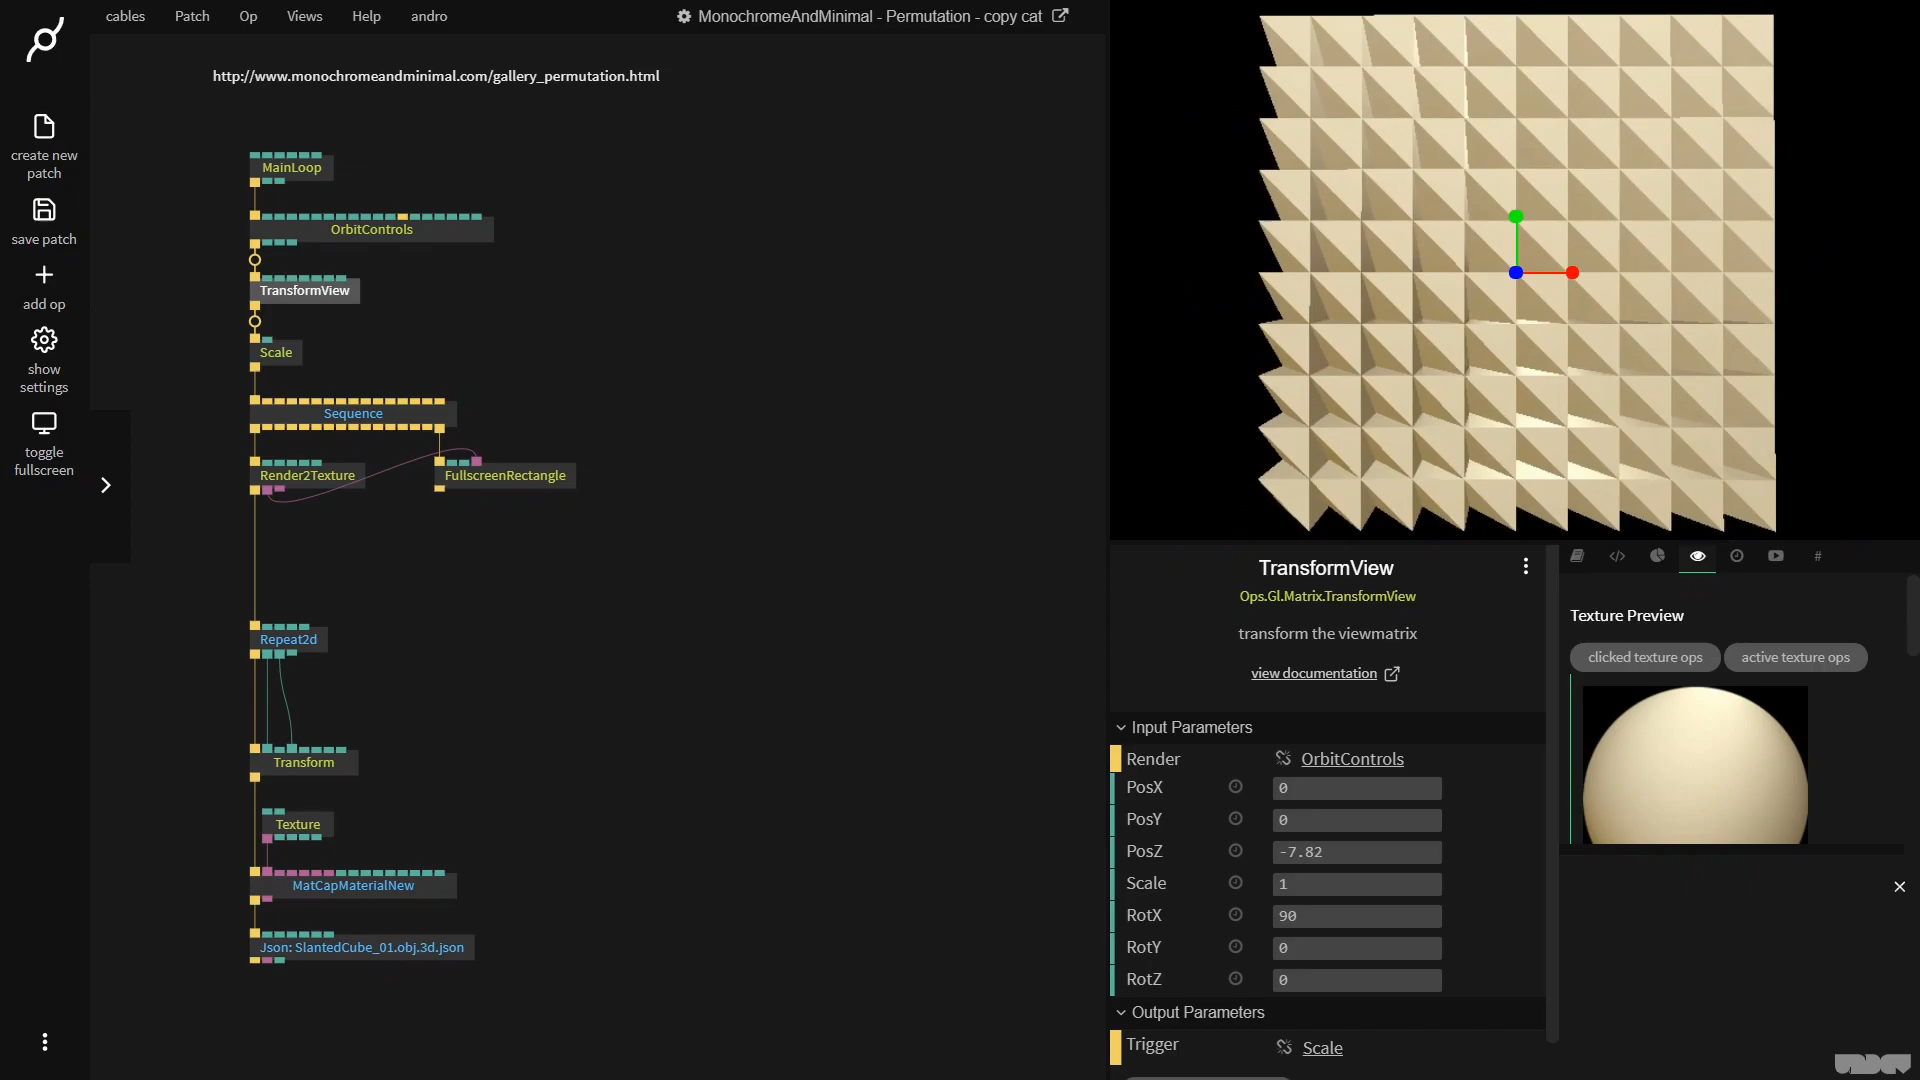 cables Patch Op Views Help andro
MonochromeAndMinimal - Permutation - copy cat
http://www.monochromeandminimal.com/gallery_permutation.html
create new
patch
save patch
add op
show
settings
toggle
fullscreen
MainLoop
OrbitControls
TransformView
Scale
Sequence
Render2Texture
FullscreenRectangle
Repeat2d
Transform
Texture
MatCapMaterialNew
Json: SlantedCube_01.obj.3d.json
TransformView
Ops.Gl.Matrix.TransformView
transform the viewmatrix
view documentation
Input Parameters
Render OrbitControls
PosX 0
PosY 0
PosZ -7.82
Scale 1
RotX 90
RotY 0
RotZ 0
Output Parameters
Trigger Scale
#
Texture Preview
clicked texture ops active texture ops